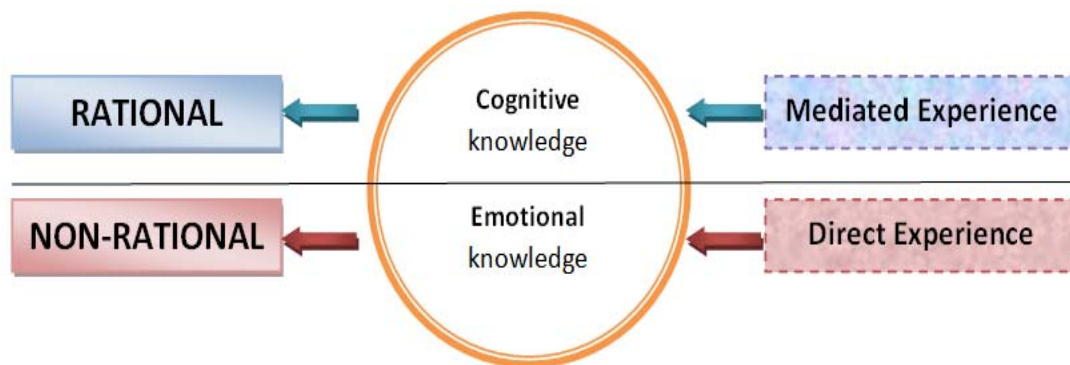 RATIONAL
Cognitive
knowledge
Mediated Experience
NON-RATIONAL
Emotional
knowledge
Direct Experience